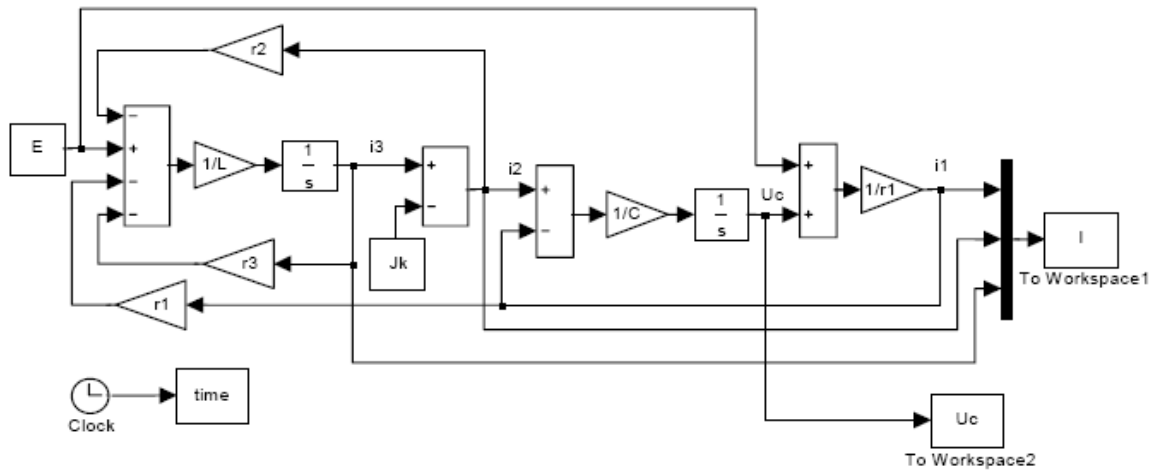 r2
−
E
+
−
−
1/L
1
s
i3
+
−
i2
+
−
1/C
1
s
Uc
+
+
1/r1
i1
I
To Workspace1
r3
Jk
r1
time
Clock
Uc
To Workspace2